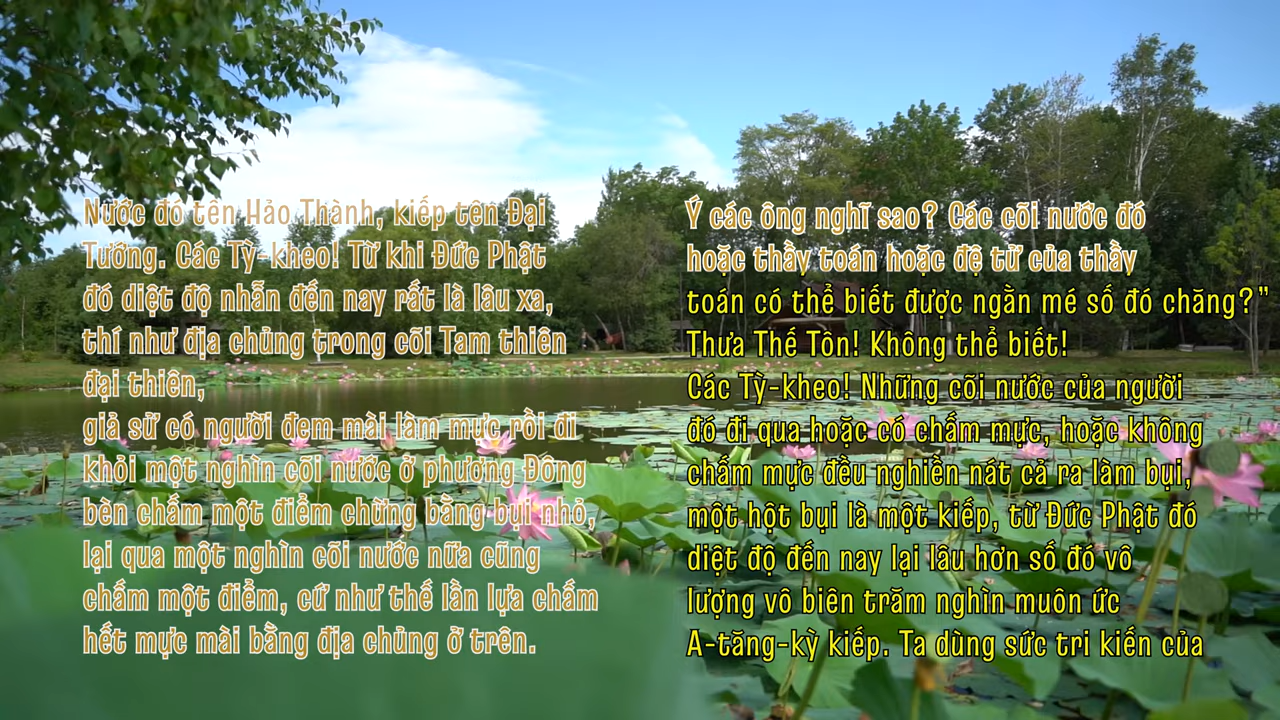 Nước đó tên Hảo Thành, kiếp tên Đại
Tướng. Các Tỳ-kheo! Từ khi Đức Phật
đó diệt độ nhẫn đến nay rất là lâu xa,
thí như địa chủng trong cõi Tam thiên
đại thiên,
giả sử có người đem mài làm mực rồi đi
khỏi một nghìn cõi nước ở phương Đông
bèn chấm một điểm chừng bằng bụi nhỏ,
lại qua một nghìn cõi nước nữa cũng
chấm một điểm, cứ như thế lần lựa chấm
hết mực mài bằng địa chủng ở trên.
Ý các ông nghĩ sao? Các cõi nước đó
hoặc thầy toán hoặc đệ tử của thầy
toán có thể biết được ngằn mé số đó chăng?"
Thưa Thế Tôn! Không thể biết!
Các Tỳ-kheo! Những cõi nước của người
đó đi qua hoặc có chấm mực, hoặc không
chấm mực đều nghiền nát cả ra làm bụi,
một hột bụi là một kiếp, từ Đức Phật đó
diệt độ đến nay lại lâu hơn số đó vô
lượng vô biên trăm nghìn muôn ức
A-tăng-kỳ kiếp. Ta dùng sức tri kiến của